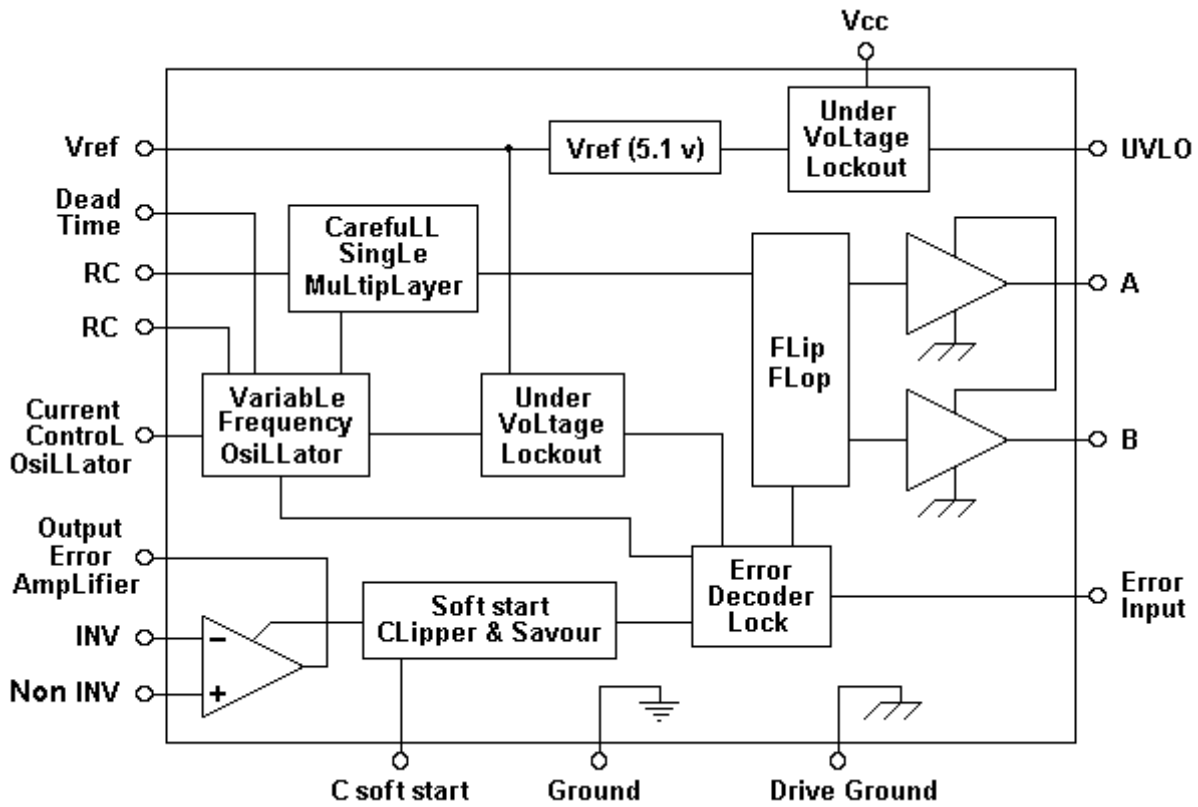 Vcc
Under
VoLtage
Lockout
Vref
Vref (5.1 v)
UVLO
Dead
Time
CarefuLL
SingLe
MuLtipLayer
RC
A
RC
FLip
FLop
VariabLe
Frequency
OsiLLator
Under
VoLtage
Lockout
Current
ControL
OsiLLator
B
Output
Error
AmpLifier
Error
Decoder
Lock
Error
Input
Soft start
CLipper & Savour
INV
−
Non INV
+
C soft start
Ground
Drive Ground